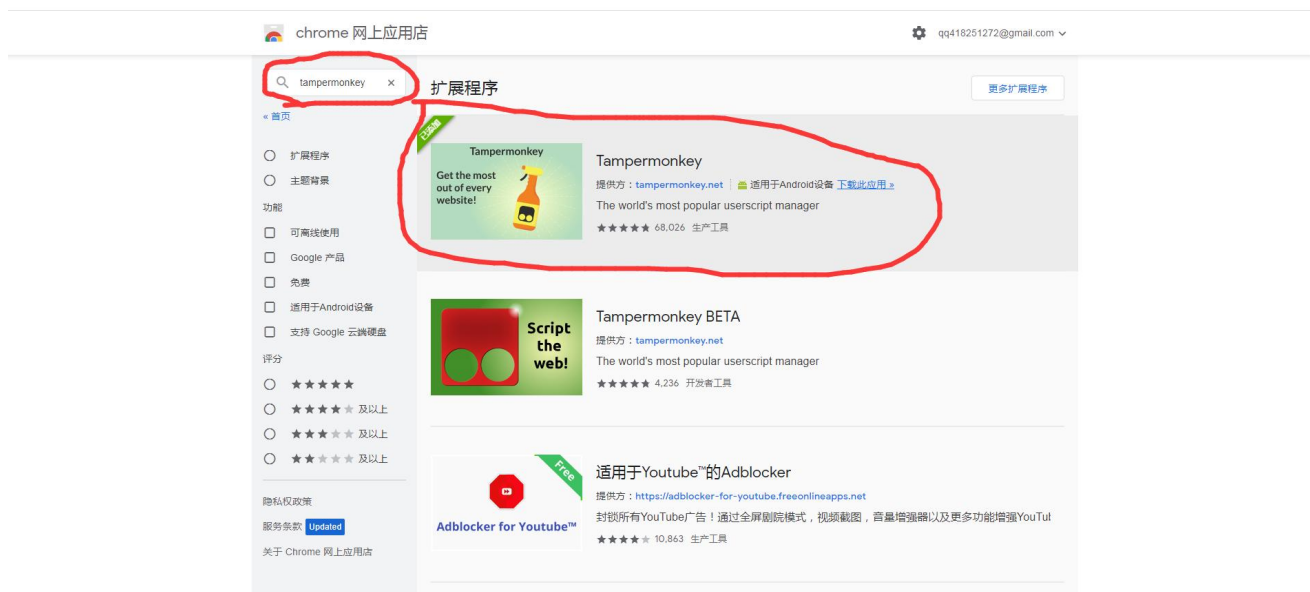 chrome 网上应用店
qq418251272@gmail.com
tampermonkey
« 首页
扩展程序
主题背景
功能
可离线使用
Google 产品
免费
适用于Android设备
支持 Google 云端硬盘
评分
★★★★★
★★★★★ 及以上
★★★★★ 及以上
★★★★★ 及以上
隐私权政策
服务条款 Updated
关于 Chrome 网上应用店
扩展程序
更多扩展程序
已添加
Tampermonkey
Get the most
out of every
website!
Tampermonkey
提供方：tampermonkey.net 适用于Android设备 下载此应用 »
The world's most popular userscript manager
★★★★★ 68,026 生产工具
Script
the
web!
Tampermonkey BETA
提供方：tampermonkey.net
The world's most popular userscript manager
★★★★★ 4,236 开发者工具
Free
Adblocker for Youtube™
适用于Youtube™的Adblocker
提供方：https://adblocker-for-youtube.freeonlineapps.net
封锁所有YouTube广告！通过全屏剧院模式，视频截图，音量增强器以及更多功能增强YouTul
★★★★★ 10,863 生产工具